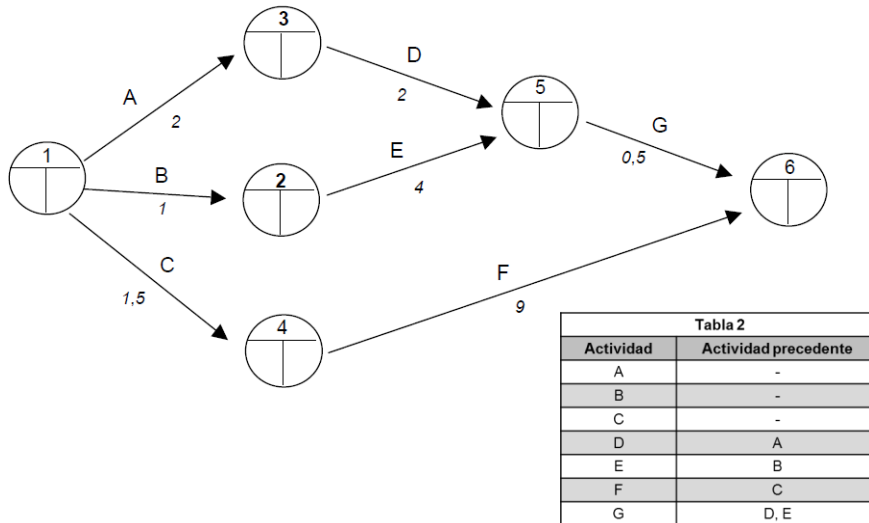 3
A
2
D
2
5
1
B
1
2
E
4
G
0,5
6
C
1,5
4
F
9
Tabla 2
Actividad Actividad precedente
A -
B -
C -
D A
E B
F C
G D, E